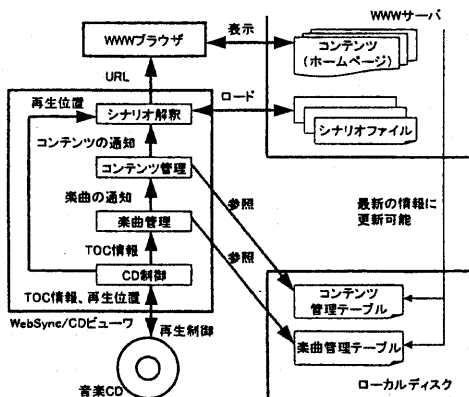 WWWサーバ
WWWブラウザ
表示
コンテンツ
(ホームページ)
URL
ロード
再生位置
シナリオ解釈
シナリオファイル
コンテンツの通知
コンテンツ管理
楽曲の通知
参照
最新の情報に
更新可能
楽曲管理
参照
TOC情報
CD制御
TOC情報、再生位置
コンテンツ
管理テーブル
WebSync/CDビューワ
再生制御
楽曲管理テーブル
音楽CD
ローカルディスク